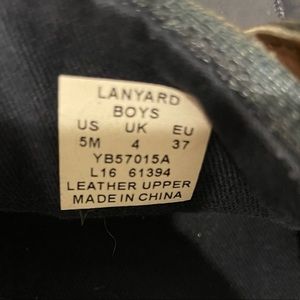 LANYARD
BOYS
US UK EU
5M 4 37
YB57015A
L16 61394
LEATHER UPPER
MADE IN CHINA